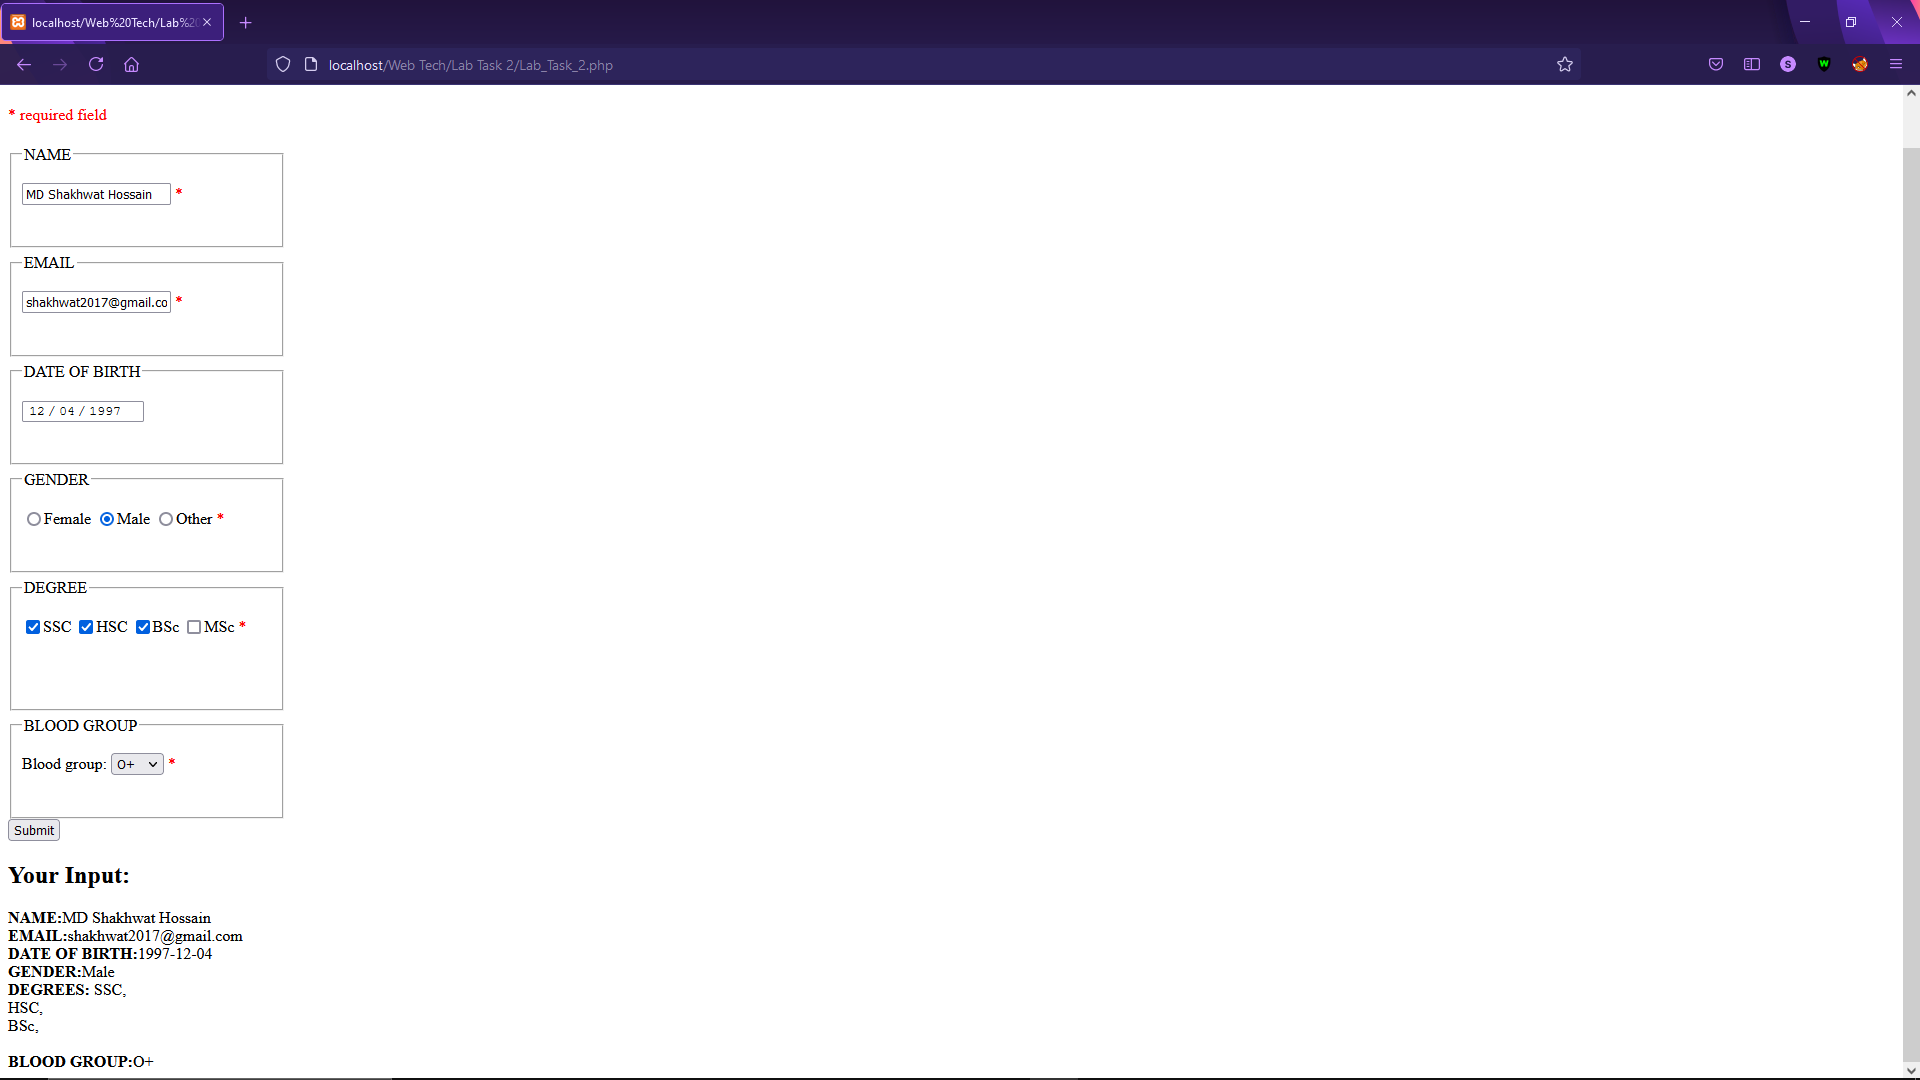 localhost/Web%20Tech/Lab%20
localhost/Web Tech/Lab Task 2/Lab_Task_2.php
S
W
* required field
NAME
MD Shakhwat Hossain *
EMAIL
shakhwat2017@gmail.co *
DATE OF BIRTH
12 / 04 / 1997
GENDER
Female Male Other *
DEGREE
SSC HSC BSc MSc *
BLOOD GROUP
Blood group: O+ *
Submit
Your Input:
NAME:MD Shakhwat Hossain
EMAIL:shakhwat2017@gmail.com
DATE OF BIRTH:1997-12-04
GENDER:Male
DEGREES: SSC,
HSC,
BSc,
BLOOD GROUP:O+